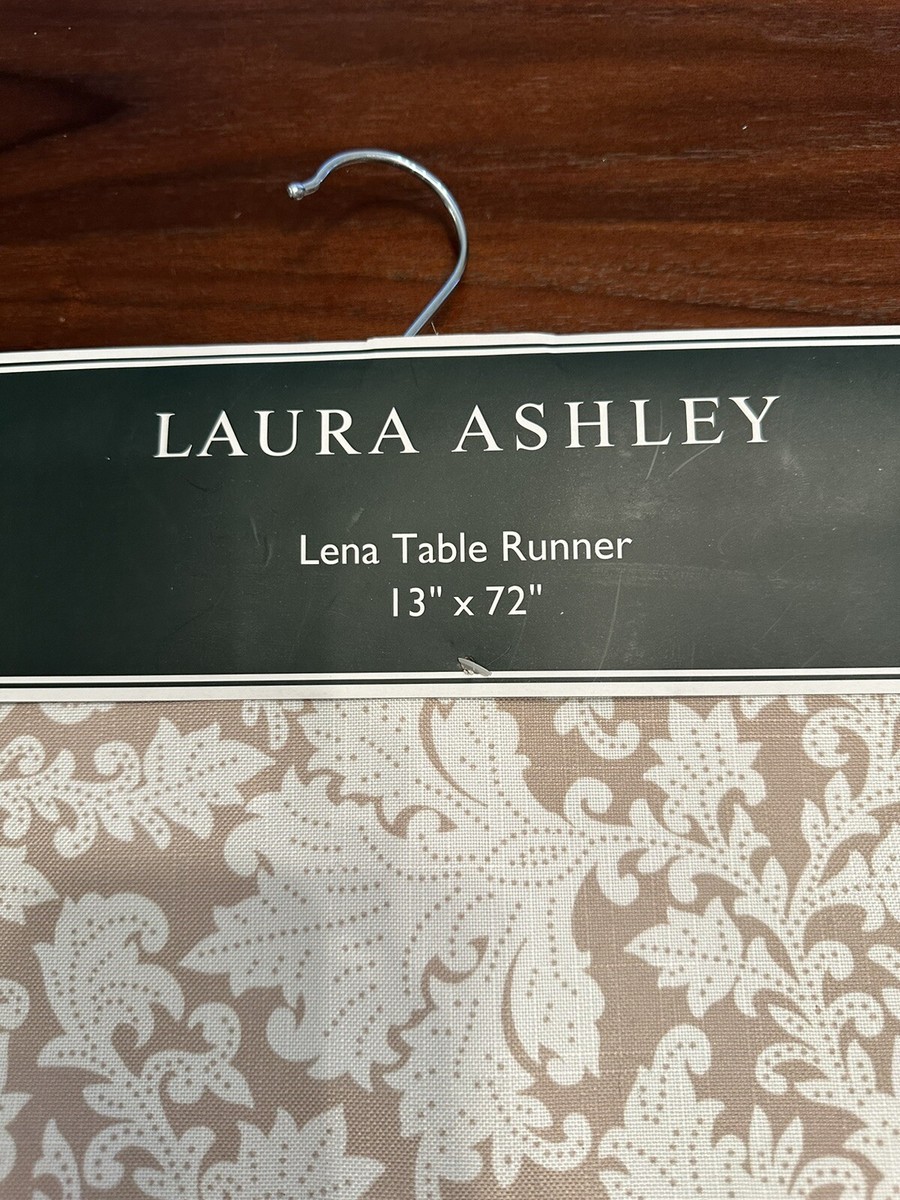 LAURA ASHLEY
Lena Table Runner
13" x 72"